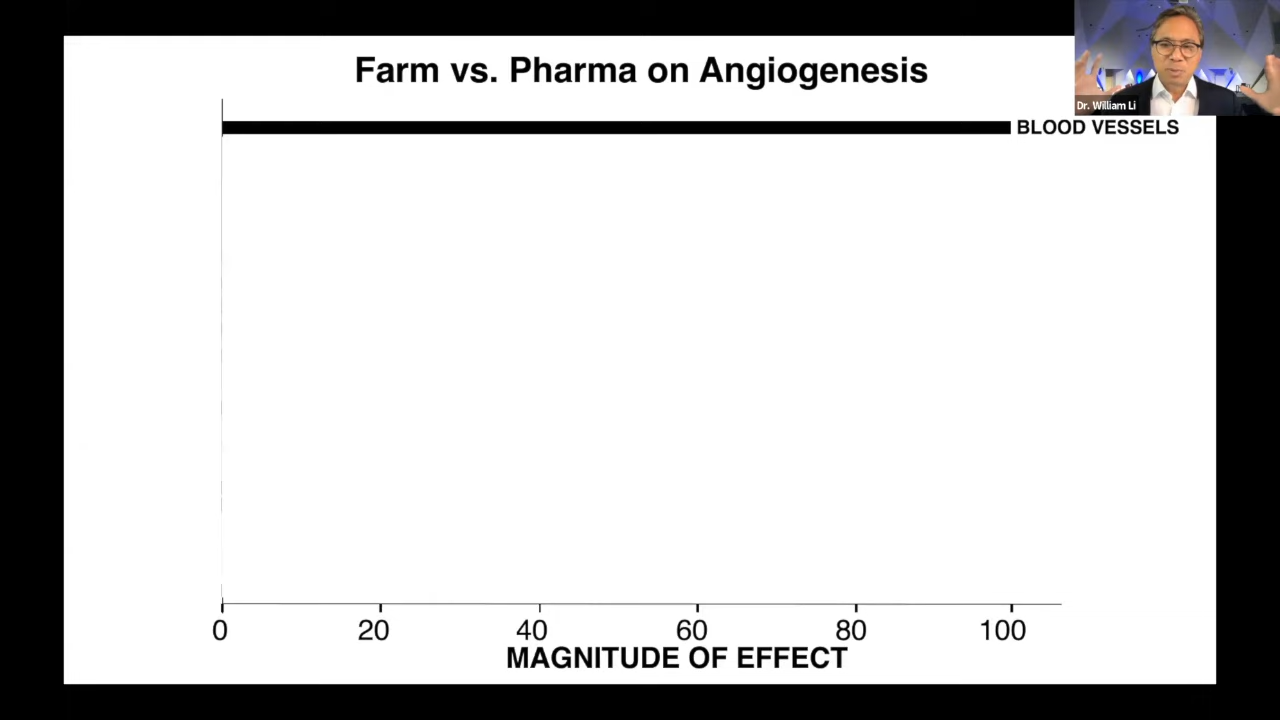 Farm vs. Pharma on Angiogenesis
Dr. William Li
BLOOD VESSELS
0 20 40 60 80 100
MAGNITUDE OF EFFECT